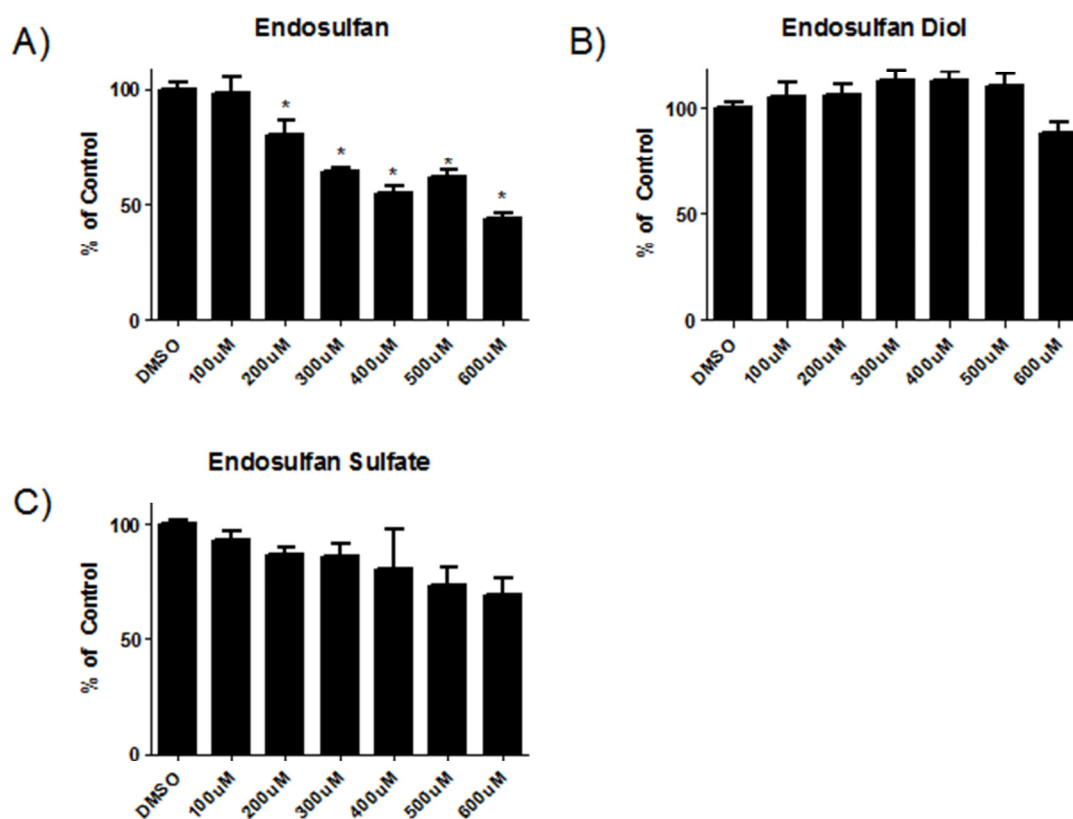 A)
Endosulfan
% of Control
100
50
0
*
*
*
*
*
DMSO
100uM
200uM
300uM
400uM
500uM
600uM
B)
Endosulfan Diol
% of Control
100
50
0
DMSO
100uM
200uM
300uM
400uM
500uM
600uM
C)
Endosulfan Sulfate
% of Control
100
50
0
DMSO
100uM
200uM
300uM
400uM
500uM
600uM